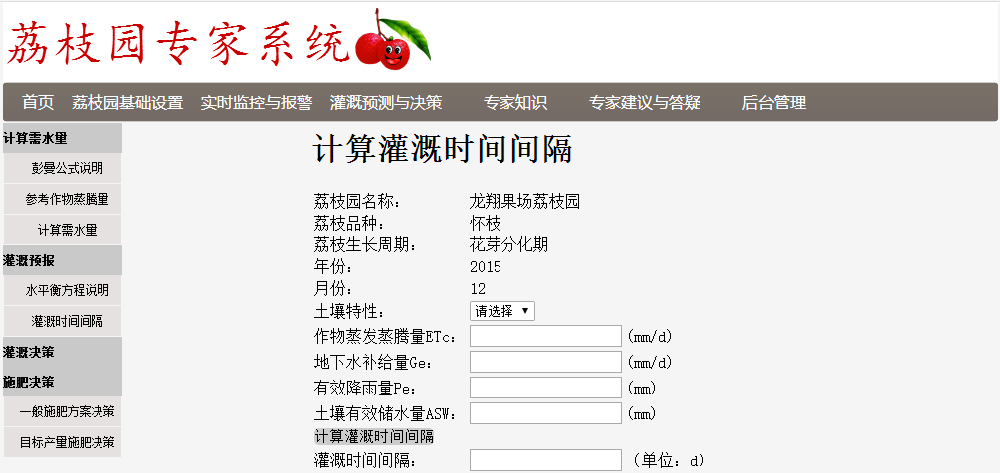 荔枝园专家系统
首页 荔枝园基础设置 实时监控与报警 灌溉预测与决策 专家知识 专家建议与答疑 后台管理
计算需水量
彭曼公式说明
参考作物蒸腾量
计算需水量
灌溉预报
水平衡方程说明
灌溉时间间隔
灌溉决策
施肥决策
一般施肥方案决策
目标产量施肥决策
计算灌溉时间间隔
荔枝园名称： 龙翔果场荔枝园
荔枝品种： 怀枝
荔枝生长周期： 花芽分化期
年份： 2015
月份： 12
土壤特性： 请选择
作物蒸发蒸腾量ETc： (mm/d)
地下水补给量Ge： (mm/d)
有效降雨量Pe： (mm)
土壤有效储水量ASW： (mm)
计算灌溉时间间隔
灌溉时间间隔： （单位：d）